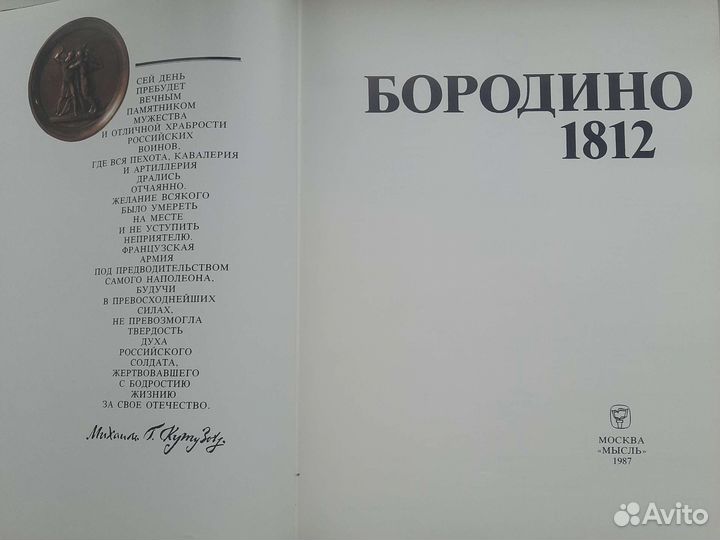 СЕЙ ДЕНЬ
ПРЕБУДЕТ
ВЕЧНЫМ
ПАМЯТНИКОМ
МУЖЕСТВА
И ОТЛИЧНОЙ ХРАБРОСТИ
РОССИЙСКИХ
ВОИНОВ,
ГДЕ ВСЯ ПЕХОТА, КАВАЛЕРИЯ
И АРТИЛЛЕРИЯ
ДРАЛИСЬ
ОТЧАЯННО.
ЖЕЛАНИЕ ВСЯКОГО
БЫЛО УМЕРЕТЬ
НА МЕСТЕ
И НЕ УСТУПИТЬ
НЕПРИЯТЕЛЮ.
ФРАНЦУЗСКАЯ
АРМИЯ
ПОД ПРЕДВОДИТЕЛЬСТВОМ
САМОГО НАПОЛЕОНА,
БУДУЧИ
В ПРЕВОСХОДНЕЙШИХ
СИЛАХ,
НЕ ПРЕВОЗМОГЛА
ТВЕРДОСТЬ
ДУХА
РОССИЙСКОГО
СОЛДАТА,
ЖЕРТВОВАВШЕГО
С БОДРОСТИЮ
ЖИЗНИЮ
ЗА СВОЕ ОТЕЧЕСТВО.
Михаилъ Г. Кутузовъ
БОРОДИНО
1812
МОСКВА
«МЫСЛЬ»
1987
Avito